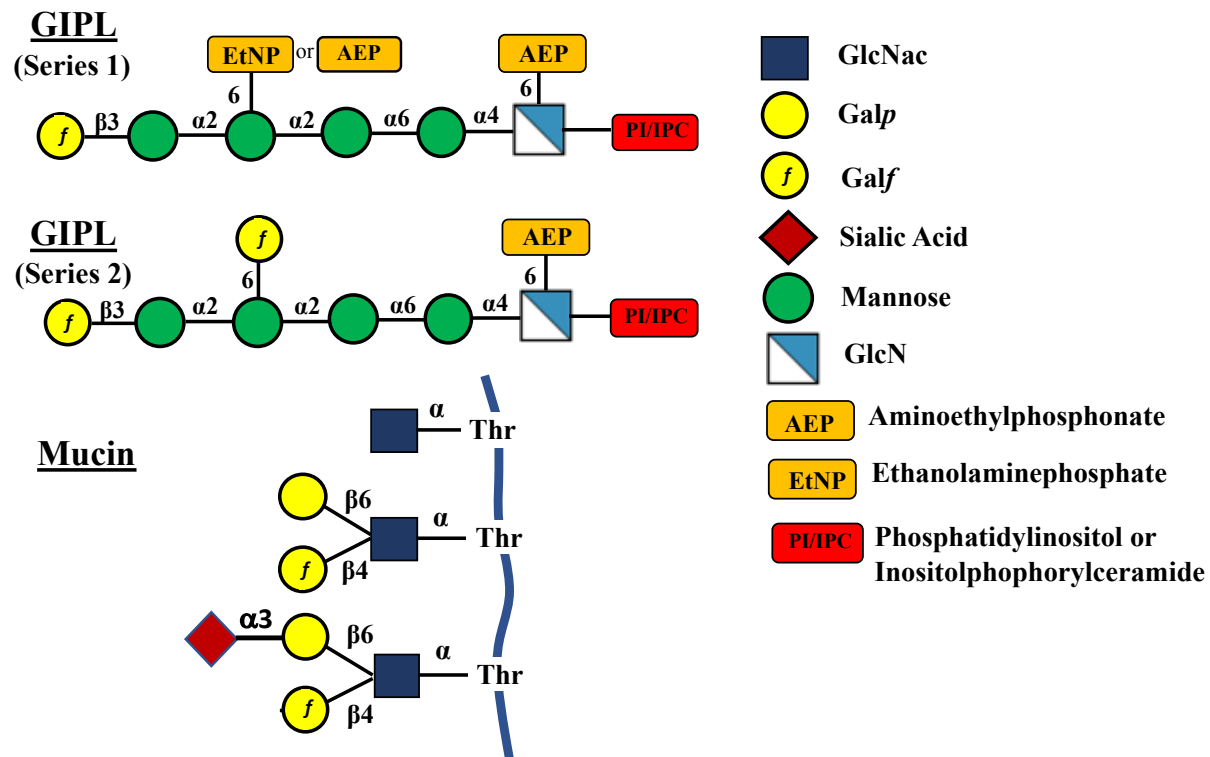 GIPL
(Series 1)
EtNP or AEP
AEP
6
6
f β3 α2 α2 α6 α4 PI/IPC
GIPL
(Series 2)
f
AEP
6
6
f β3 α2 α2 α6 α4 PI/IPC
Mucin
α Thr
β6
α Thr
f β4
α3
β6
α Thr
f β4
GlcNac
Galp
f Galf
Sialic Acid
Mannose
GlcN
AEP Aminoethylphosphonate
EtNP Ethanolaminephosphate
PI/IPC Phosphatidylinositol or
Inositolphophorylceramide